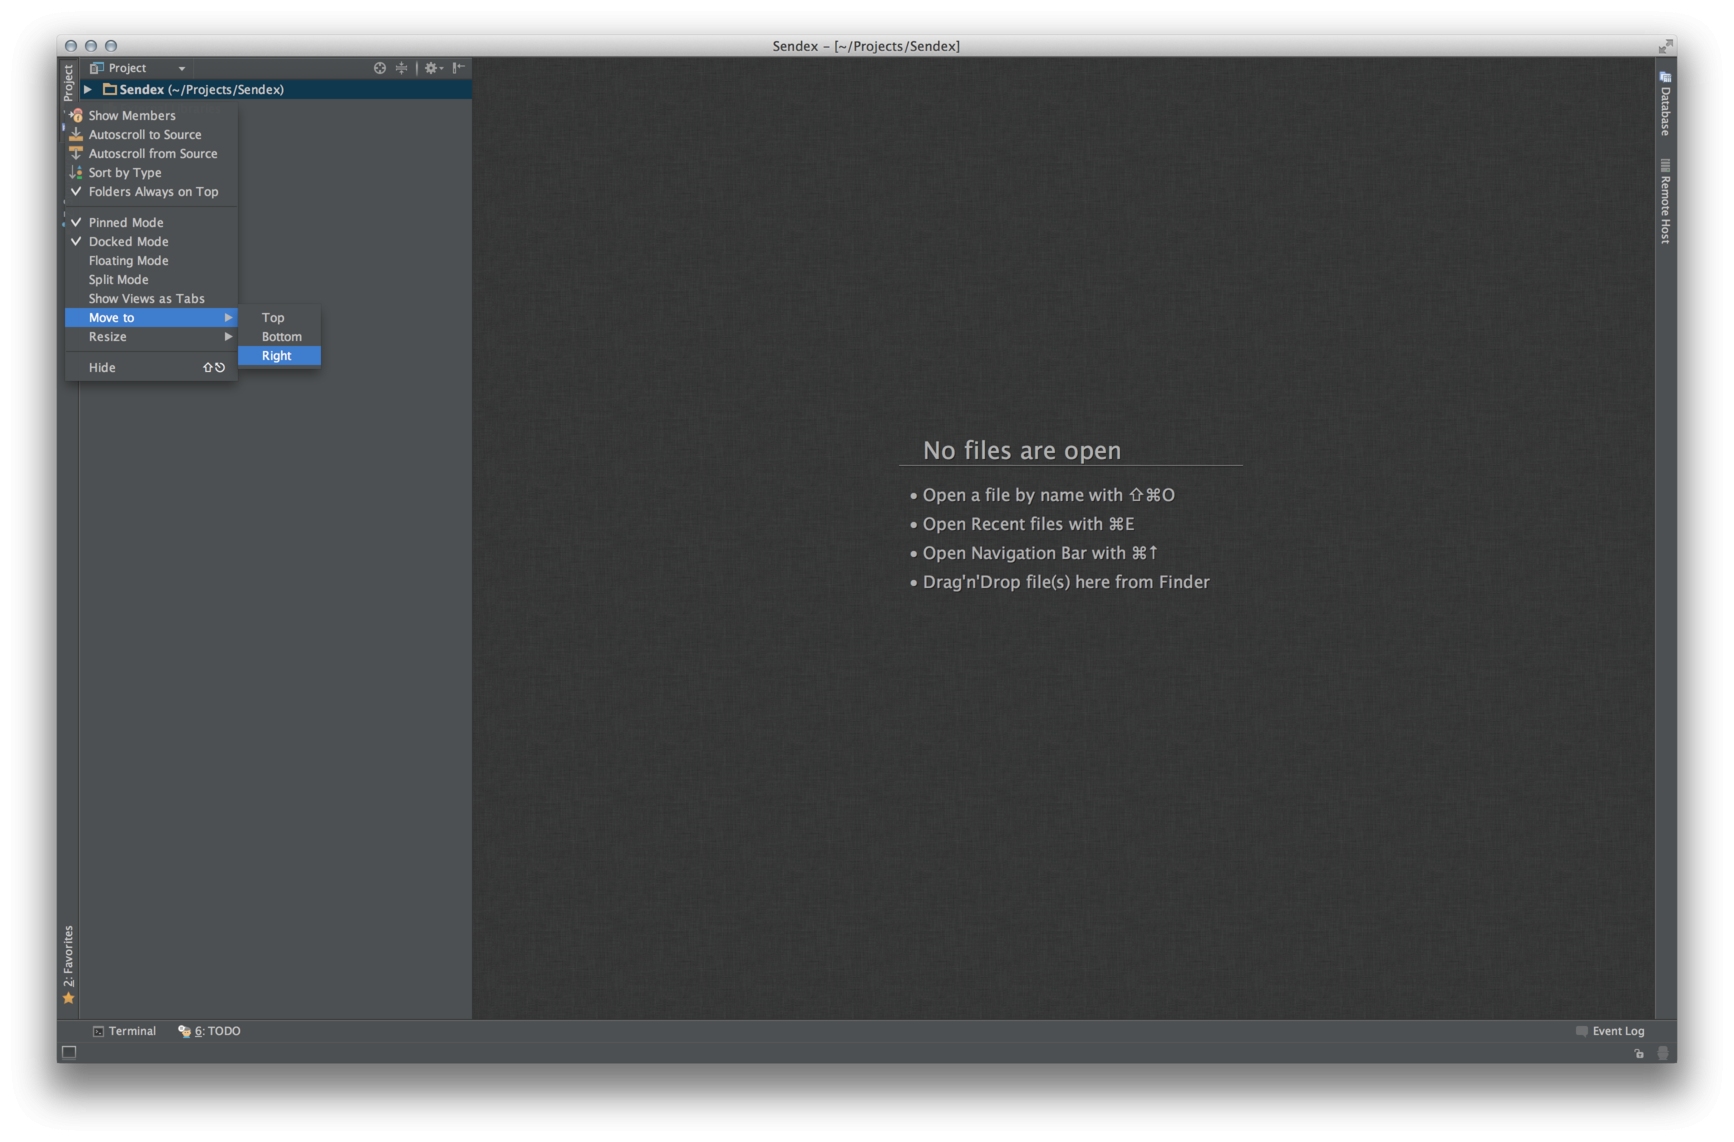 Sendex – [~/Projects/Sendex]
Project
Project
Sendex (~/Projects/Sendex)
Show Members
Autoscroll to Source
Autoscroll from Source
Sort by Type
Folders Always on Top
Pinned Mode
Docked Mode
Floating Mode
Split Mode
Show Views as Tabs
Move to
Resize
Hide ⇧⎋
Top
Bottom
Right
No files are open
• Open a file by name with ⇧⌘O
• Open Recent files with ⌘E
• Open Navigation Bar with ⌘↑
• Drag'n'Drop file(s) here from Finder
Database
Remote Host
2: Favorites
Terminal
6: TODO
Event Log